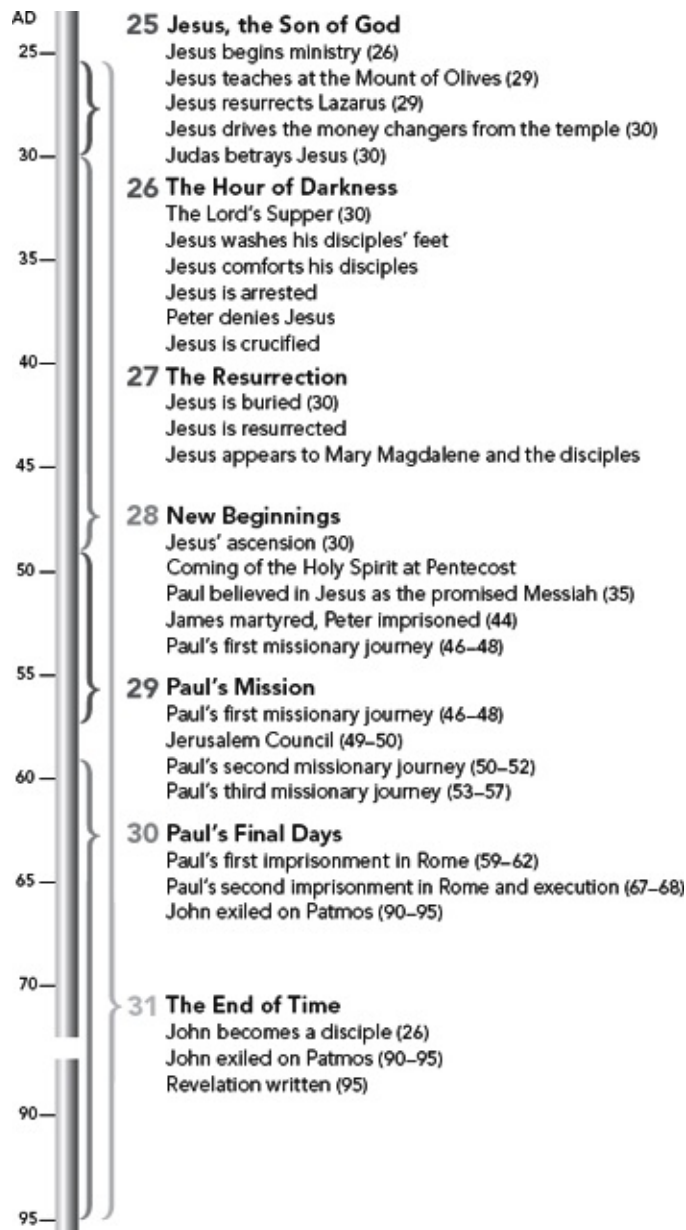 AD
25 Jesus, the Son of God
25—
Jesus begins ministry (26)
Jesus teaches at the Mount of Olives (29)
Jesus resurrects Lazarus (29)
Jesus drives the money changers from the temple (30)
30—
Judas betrays Jesus (30)
26 The Hour of Darkness
The Lord’s Supper (30)
Jesus washes his disciples’ feet
35—
Jesus comforts his disciples
Jesus is arrested
Peter denies Jesus
Jesus is crucified
40—
27 The Resurrection
Jesus is buried (30)
Jesus is resurrected
Jesus appears to Mary Magdalene and the disciples
45—
28 New Beginnings
Jesus’ ascension (30)
Coming of the Holy Spirit at Pentecost
50—
Paul believed in Jesus as the promised Messiah (35)
James martyred, Peter imprisoned (44)
Paul’s first missionary journey (46–48)
55—
29 Paul’s Mission
Paul’s first missionary journey (46–48)
Jerusalem Council (49–50)
Paul’s second missionary journey (50–52)
60—
Paul’s third missionary journey (53–57)
30 Paul’s Final Days
Paul’s first imprisonment in Rome (59–62)
65—
Paul’s second imprisonment in Rome and execution (67–68)
John exiled on Patmos (90–95)
70—
31 The End of Time
John becomes a disciple (26)
John exiled on Patmos (90–95)
Revelation written (95)
90—
95—